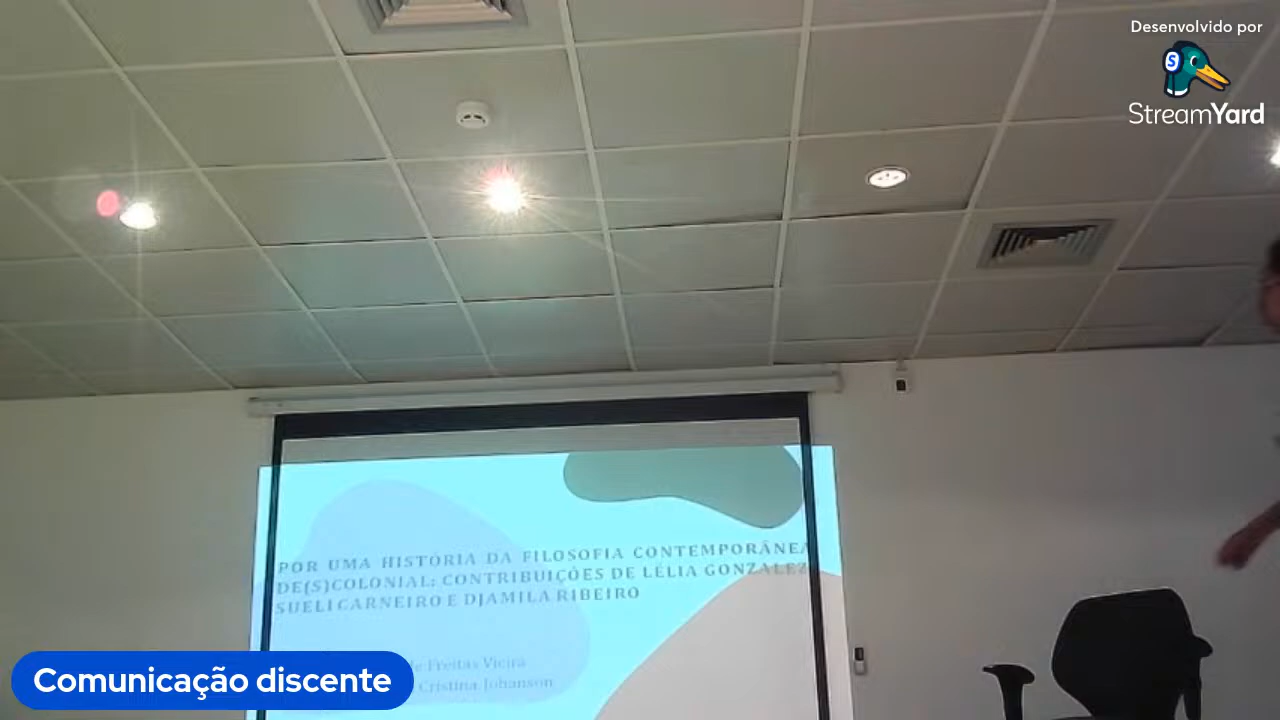 Desenvolvido por
StreamYard
POR UMA HISTÓRIA DA FILOSOFIA CONTEMPORÂNEA
DE(S)COLONIAL: CONTRIBUIÇÕES DE LÉLIA GONZALEZ
SUELI CARNEIRO E DJAMILA RIBEIRO
de Freitas Vieira
Cristina Johanson
Comunicação discente